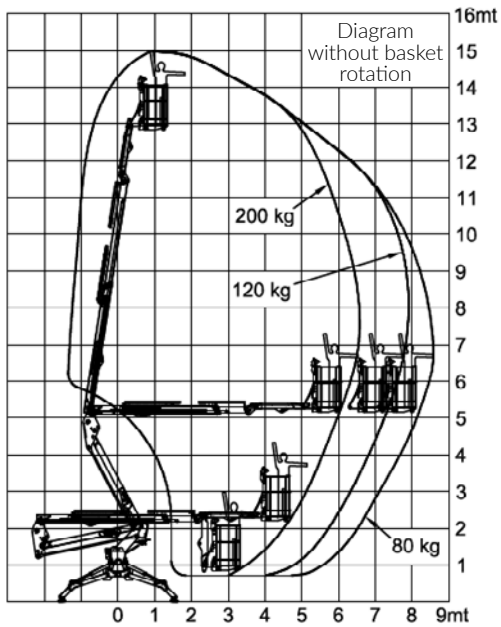 16mt
Diagram
without basket
rotation
15
14
13
12
11
10
9
8
7
6
5
4
3
2
1
200 kg
120 kg
80 kg
0 1 2 3 4 5 6 7 8 9mt